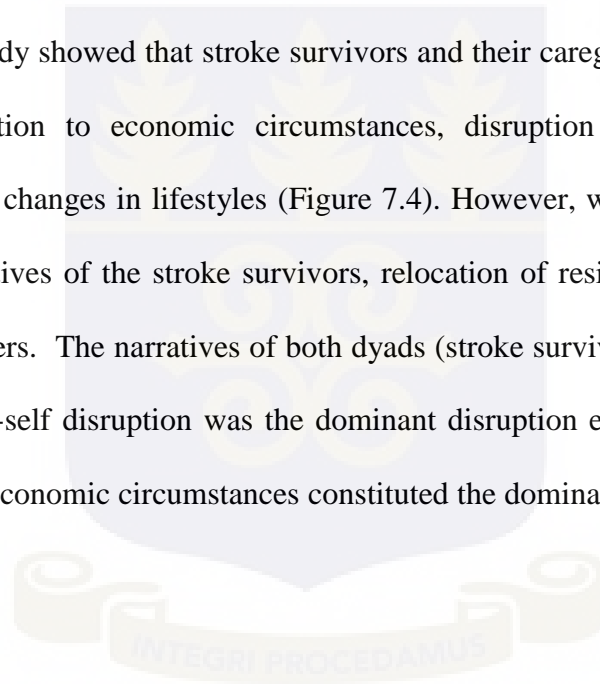 dy showed that stroke survivors and their careg
tion to economic circumstances, disruption
changes in lifestyles (Figure 7.4). However, w
tives of the stroke survivors, relocation of resi
ers. The narratives of both dyads (stroke surviv
-self disruption was the dominant disruption e
conomic circumstances constituted the domina
INTEGRI PROCEDAMUS